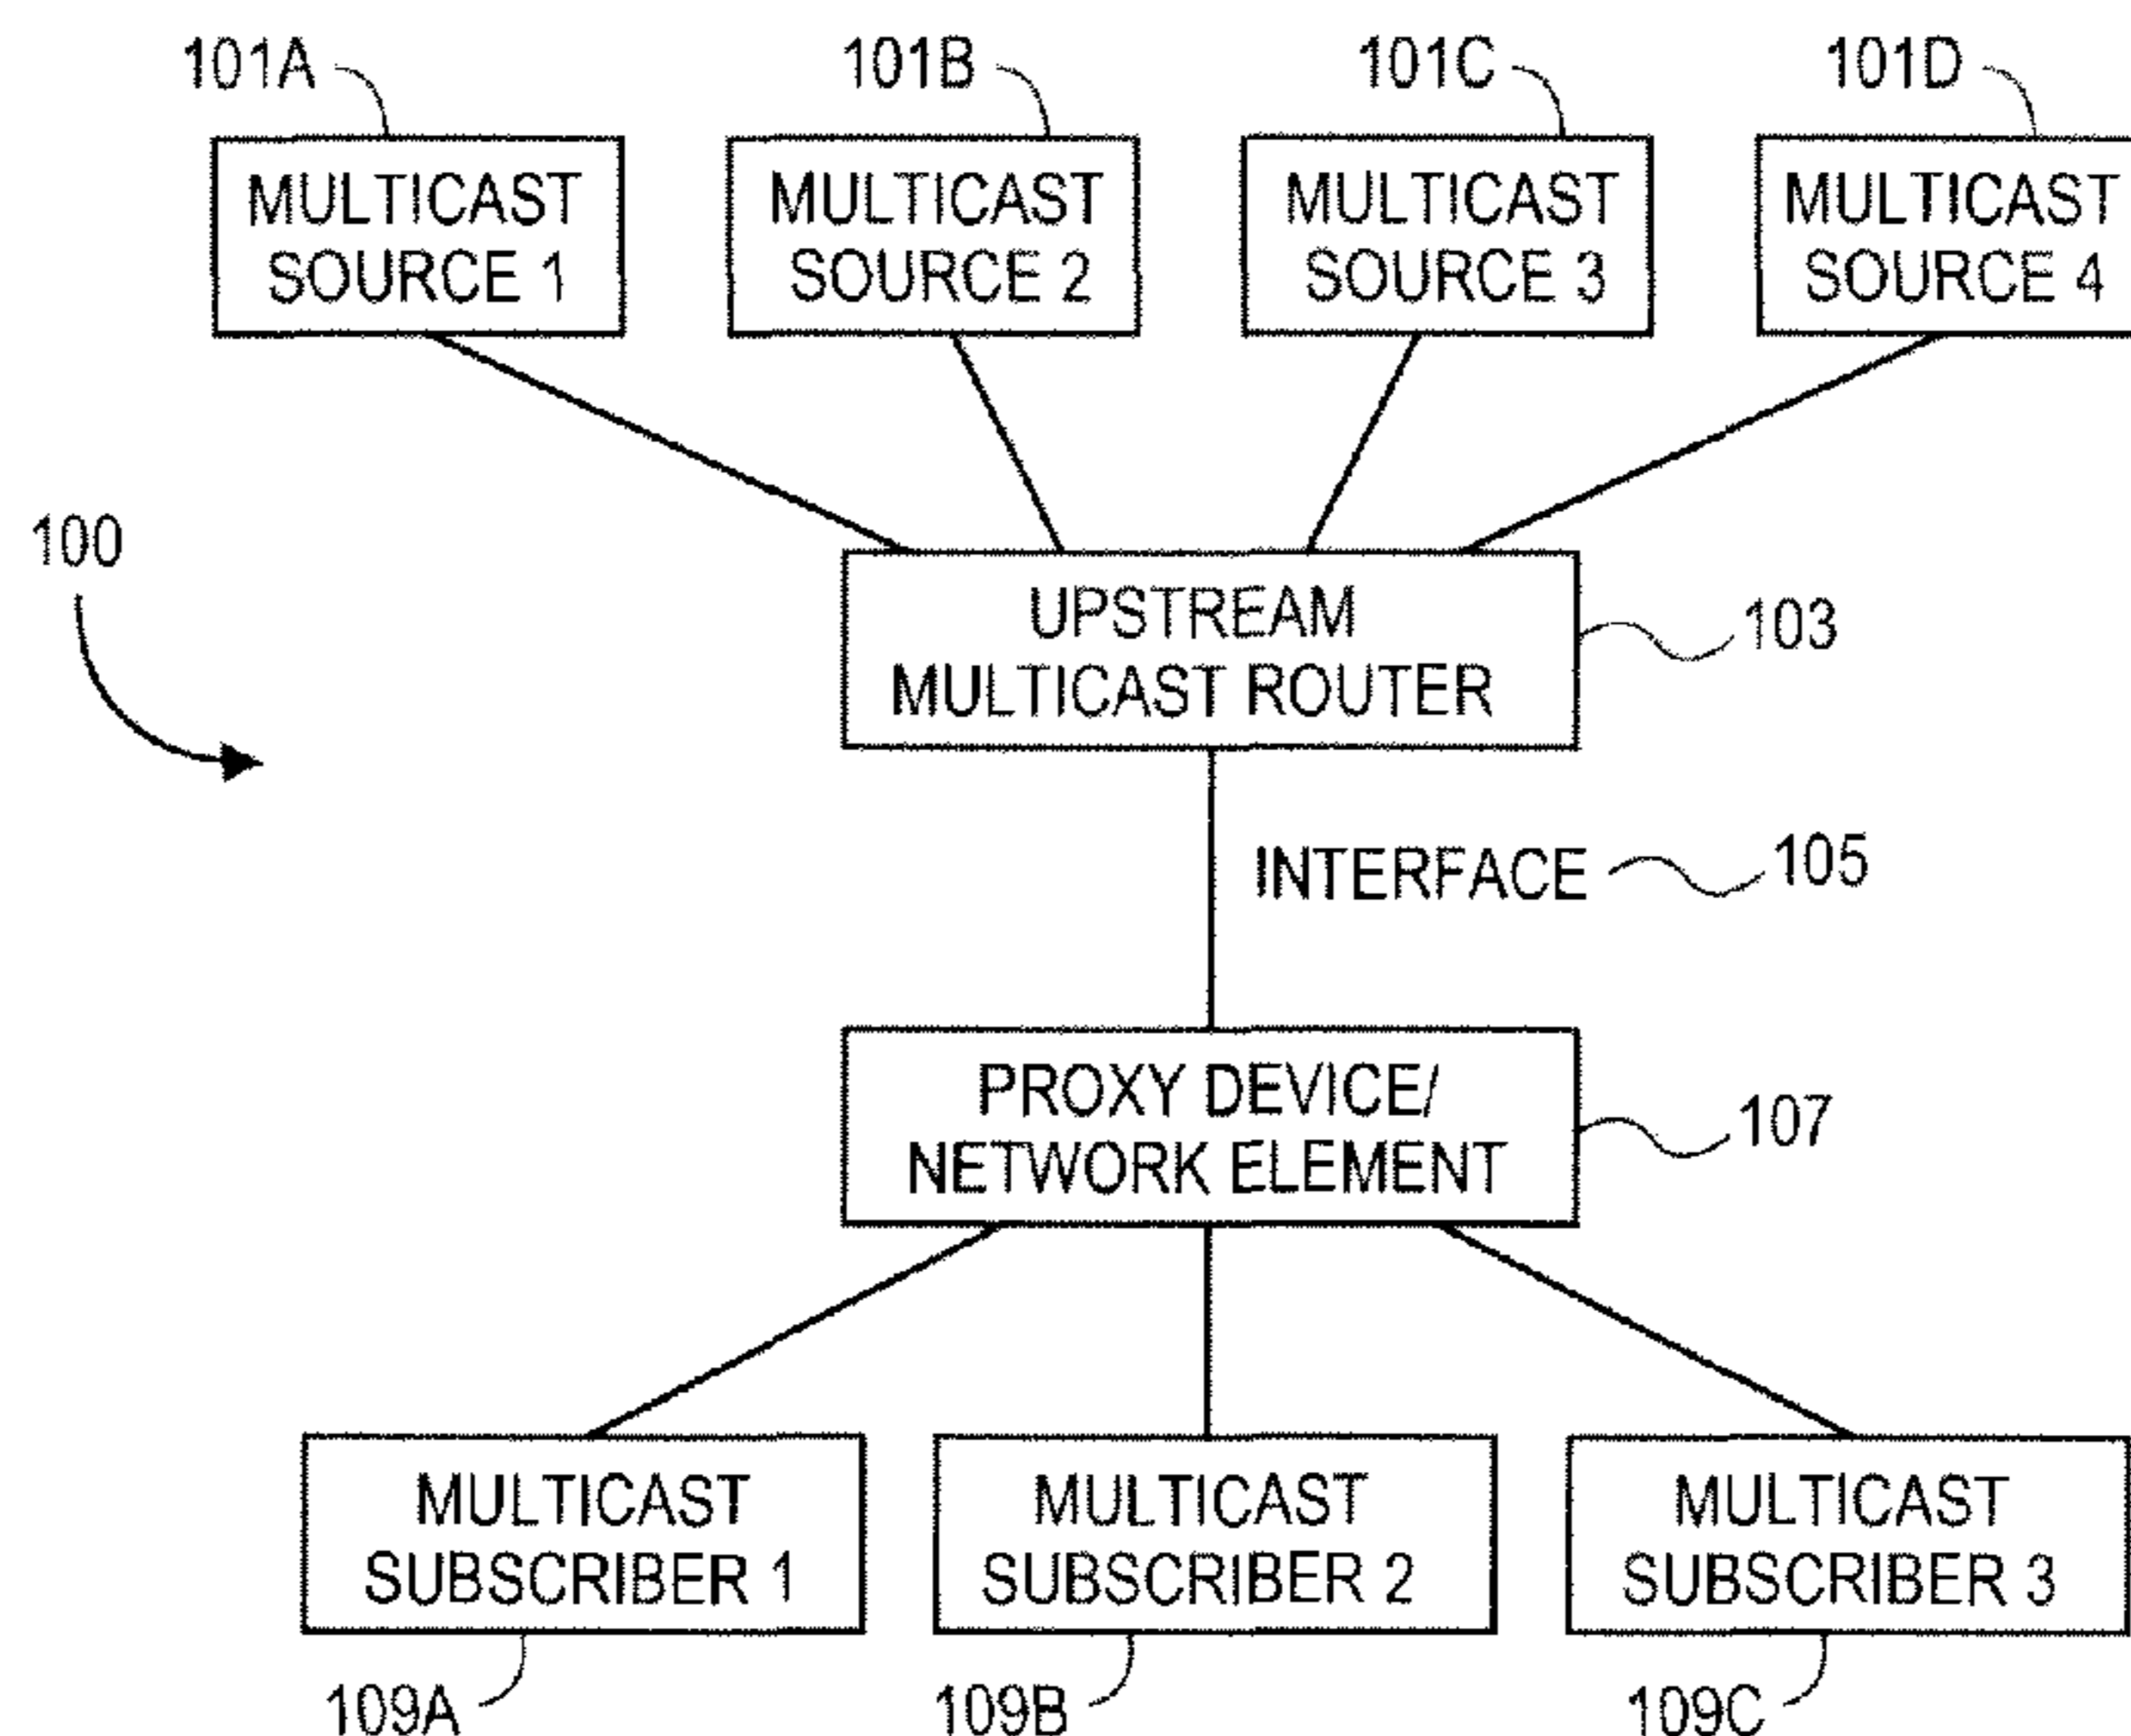 101A 101B 101C 101D
MULTICAST SOURCE 1
MULTICAST SOURCE 2
MULTICAST SOURCE 3
MULTICAST SOURCE 4
100
UPSTREAM
MULTICAST ROUTER
103
INTERFACE 105
PROXY DEVICE/
NETWORK ELEMENT
107
MULTICAST
SUBSCRIBER 1
MULTICAST
SUBSCRIBER 2
MULTICAST
SUBSCRIBER 3
109A 109B 109C